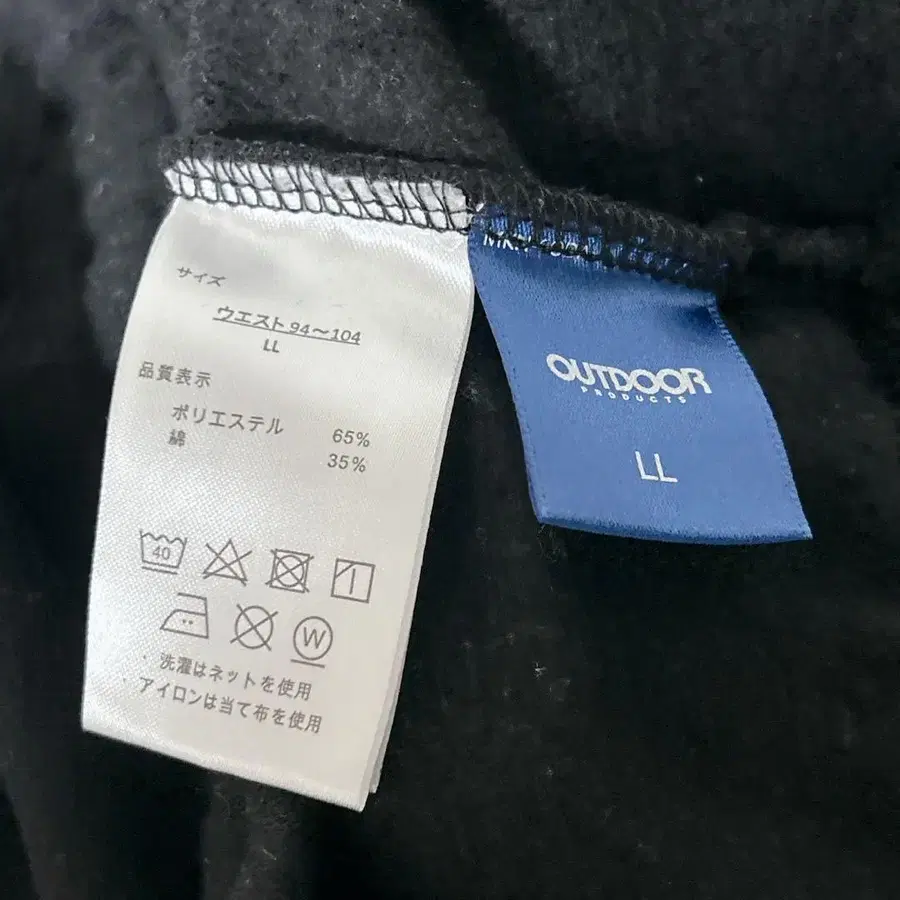 サイズ
ウエスト94〜104
LL
品質表示
ポリエステル 65%
綿 35%
40
W
・洗濯はネットを使用
・アイロンは当て布を使用
OUTDOOR
PRODUCTS
LL